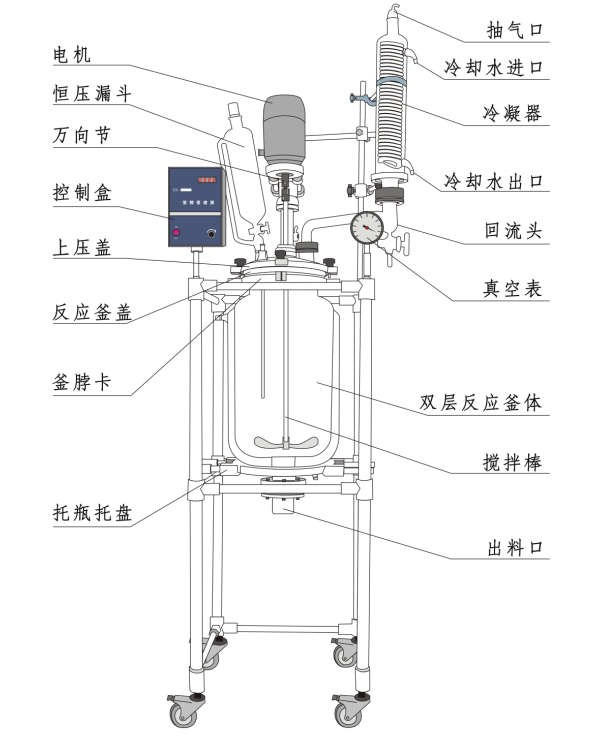 电机
恒压漏斗
万向节
控制盒
上压盖
反应釜盖
釜脖卡
托瓶托盘
抽气口
冷却水进口
冷凝器
冷却水出口
回流头
真空表
双层反应釜体
搅拌棒
出料口